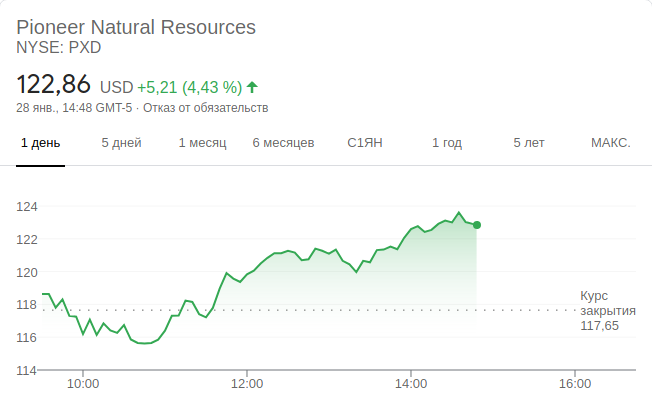 Pioneer Natural Resources
NYSE: PXD
122,86 USD +5,21 (4,43 %)
28 янв., 14:48 GMT-5 · Отказ от обязательств
1 день 5 дней 1 месяц 6 месяцев С1ЯН 1 год 5 лет МАКС.
124
122
120
118
116
114
Курс
закрытия
117,65
10:00 12:00 14:00 16:00